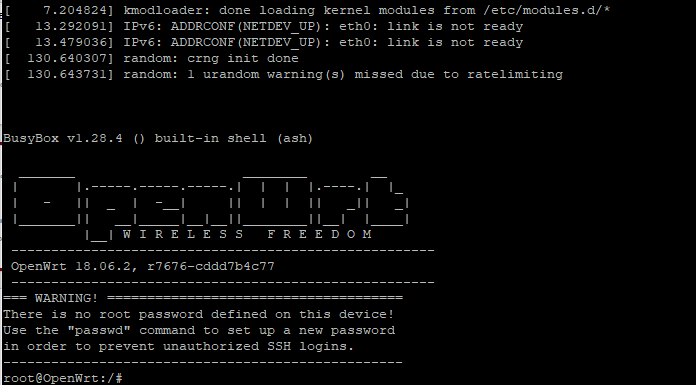 [    7.204824] kmodloader: done loading kernel modules from /etc/modules.d/*
[   13.292091] IPv6: ADDRCONF(NETDEV_UP): eth0: link is not ready
[   13.479036] IPv6: ADDRCONF(NETDEV_UP): eth0: link is not ready
[  130.640307] random: crng init done
[  130.643731] random: 1 urandom warning(s) missed due to ratelimiting
BusyBox v1.28.4 () built-in shell (ash)
OpenWrt
W I R E L E S S   F R E E D O M
-----------------------------------------------------
OpenWrt 18.06.2, r7676-cddd7b4c77
-----------------------------------------------------
=== WARNING! =====================================
There is no root password defined on this device!
Use the "passwd" command to set up a new password
in order to prevent unauthorized SSH logins.
--------------------------------------------------
root@OpenWrt:/#